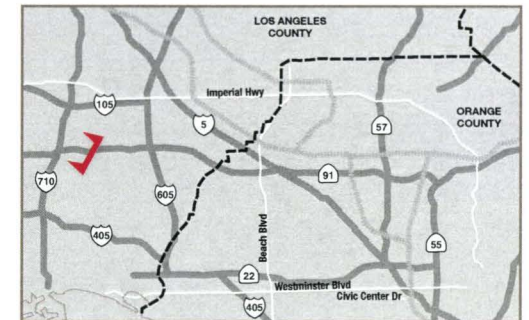 LOS ANGELES
COUNTY
Imperial Hwy
105
5
ORANGE
COUNTY
57
710
605
91
405
Beach Blvd
55
22
Westminster Blvd
Civic Center Dr
405